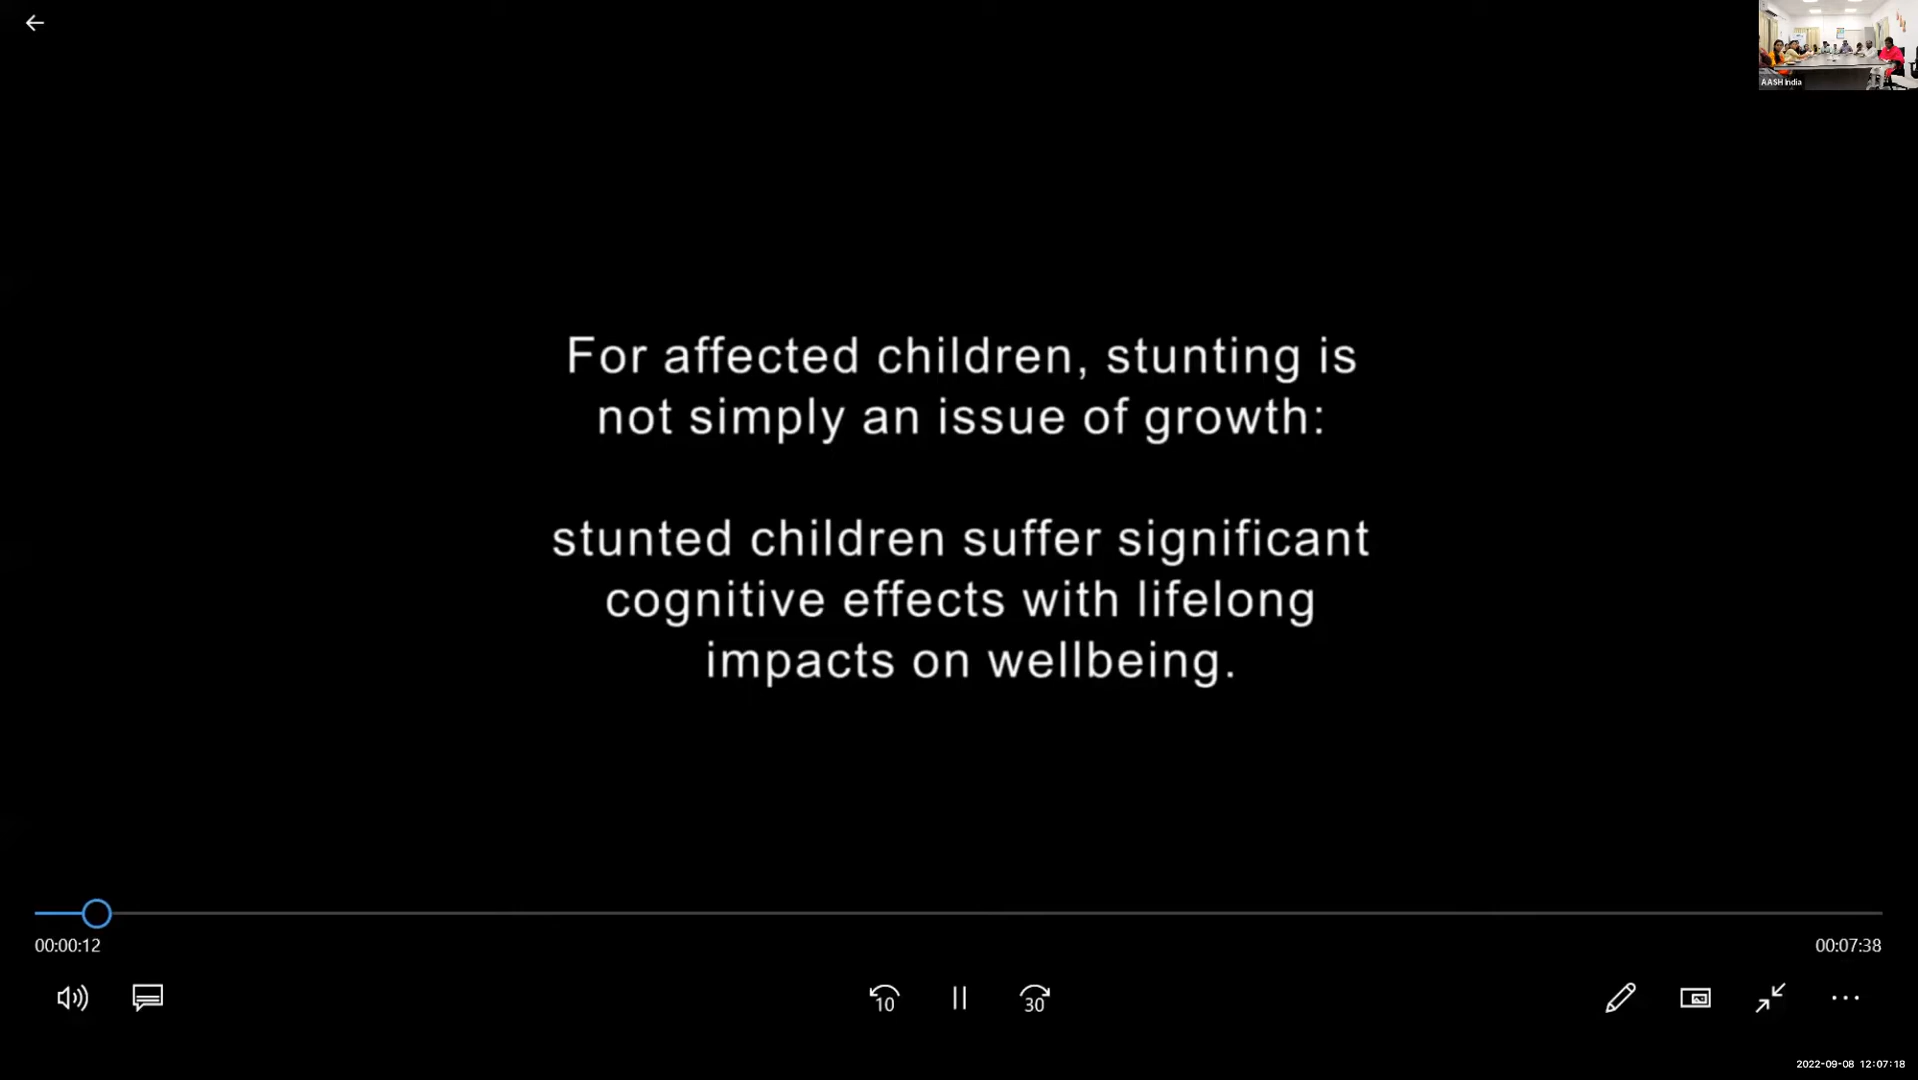 AASH India
For affected children, stunting is
not simply an issue of growth:
stunted children suffer significant
cognitive effects with lifelong
impacts on wellbeing.
00:00:12
00:07:38
10
30
2022-09-08 12:07:18